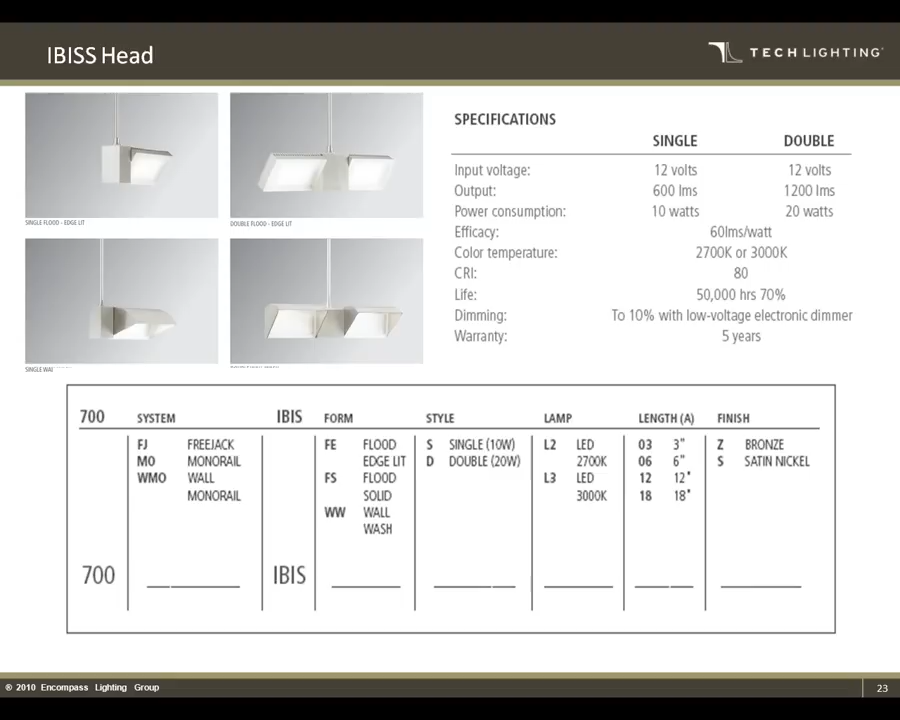 IBISS Head
TECH LIGHTING
SINGLE FLOOD - EDGE LIT
DOUBLE FLOOD - EDGE LIT
SINGLE
SPECIFICATIONS
SINGLE DOUBLE
Input voltage: 12 volts 12 volts
Output: 600 lms 1200 lms
Power consumption: 10 watts 20 watts
Efficacy: 60lms/watt
Color temperature: 2700K or 3000K
CRI: 80
Life: 50,000 hrs 70%
Dimming: To 10% with low-voltage electronic dimmer
Warranty: 5 years
700 SYSTEM IBIS FORM STYLE LAMP LENGTH (A) FINISH
FJ FREEJACK FE FLOOD S SINGLE (10W) L2 LED 03 3" Z BRONZE
MO MONORAIL EDGE LIT D DOUBLE (20W) 2700K 06 6" S SATIN NICKEL
WMO WALL FS FLOOD L3 LED 12 12"
MONORAIL SOLID 3000K 18 18"
WW WALL
WASH
700 IBIS
® 2010 Encompass Lighting Group
23